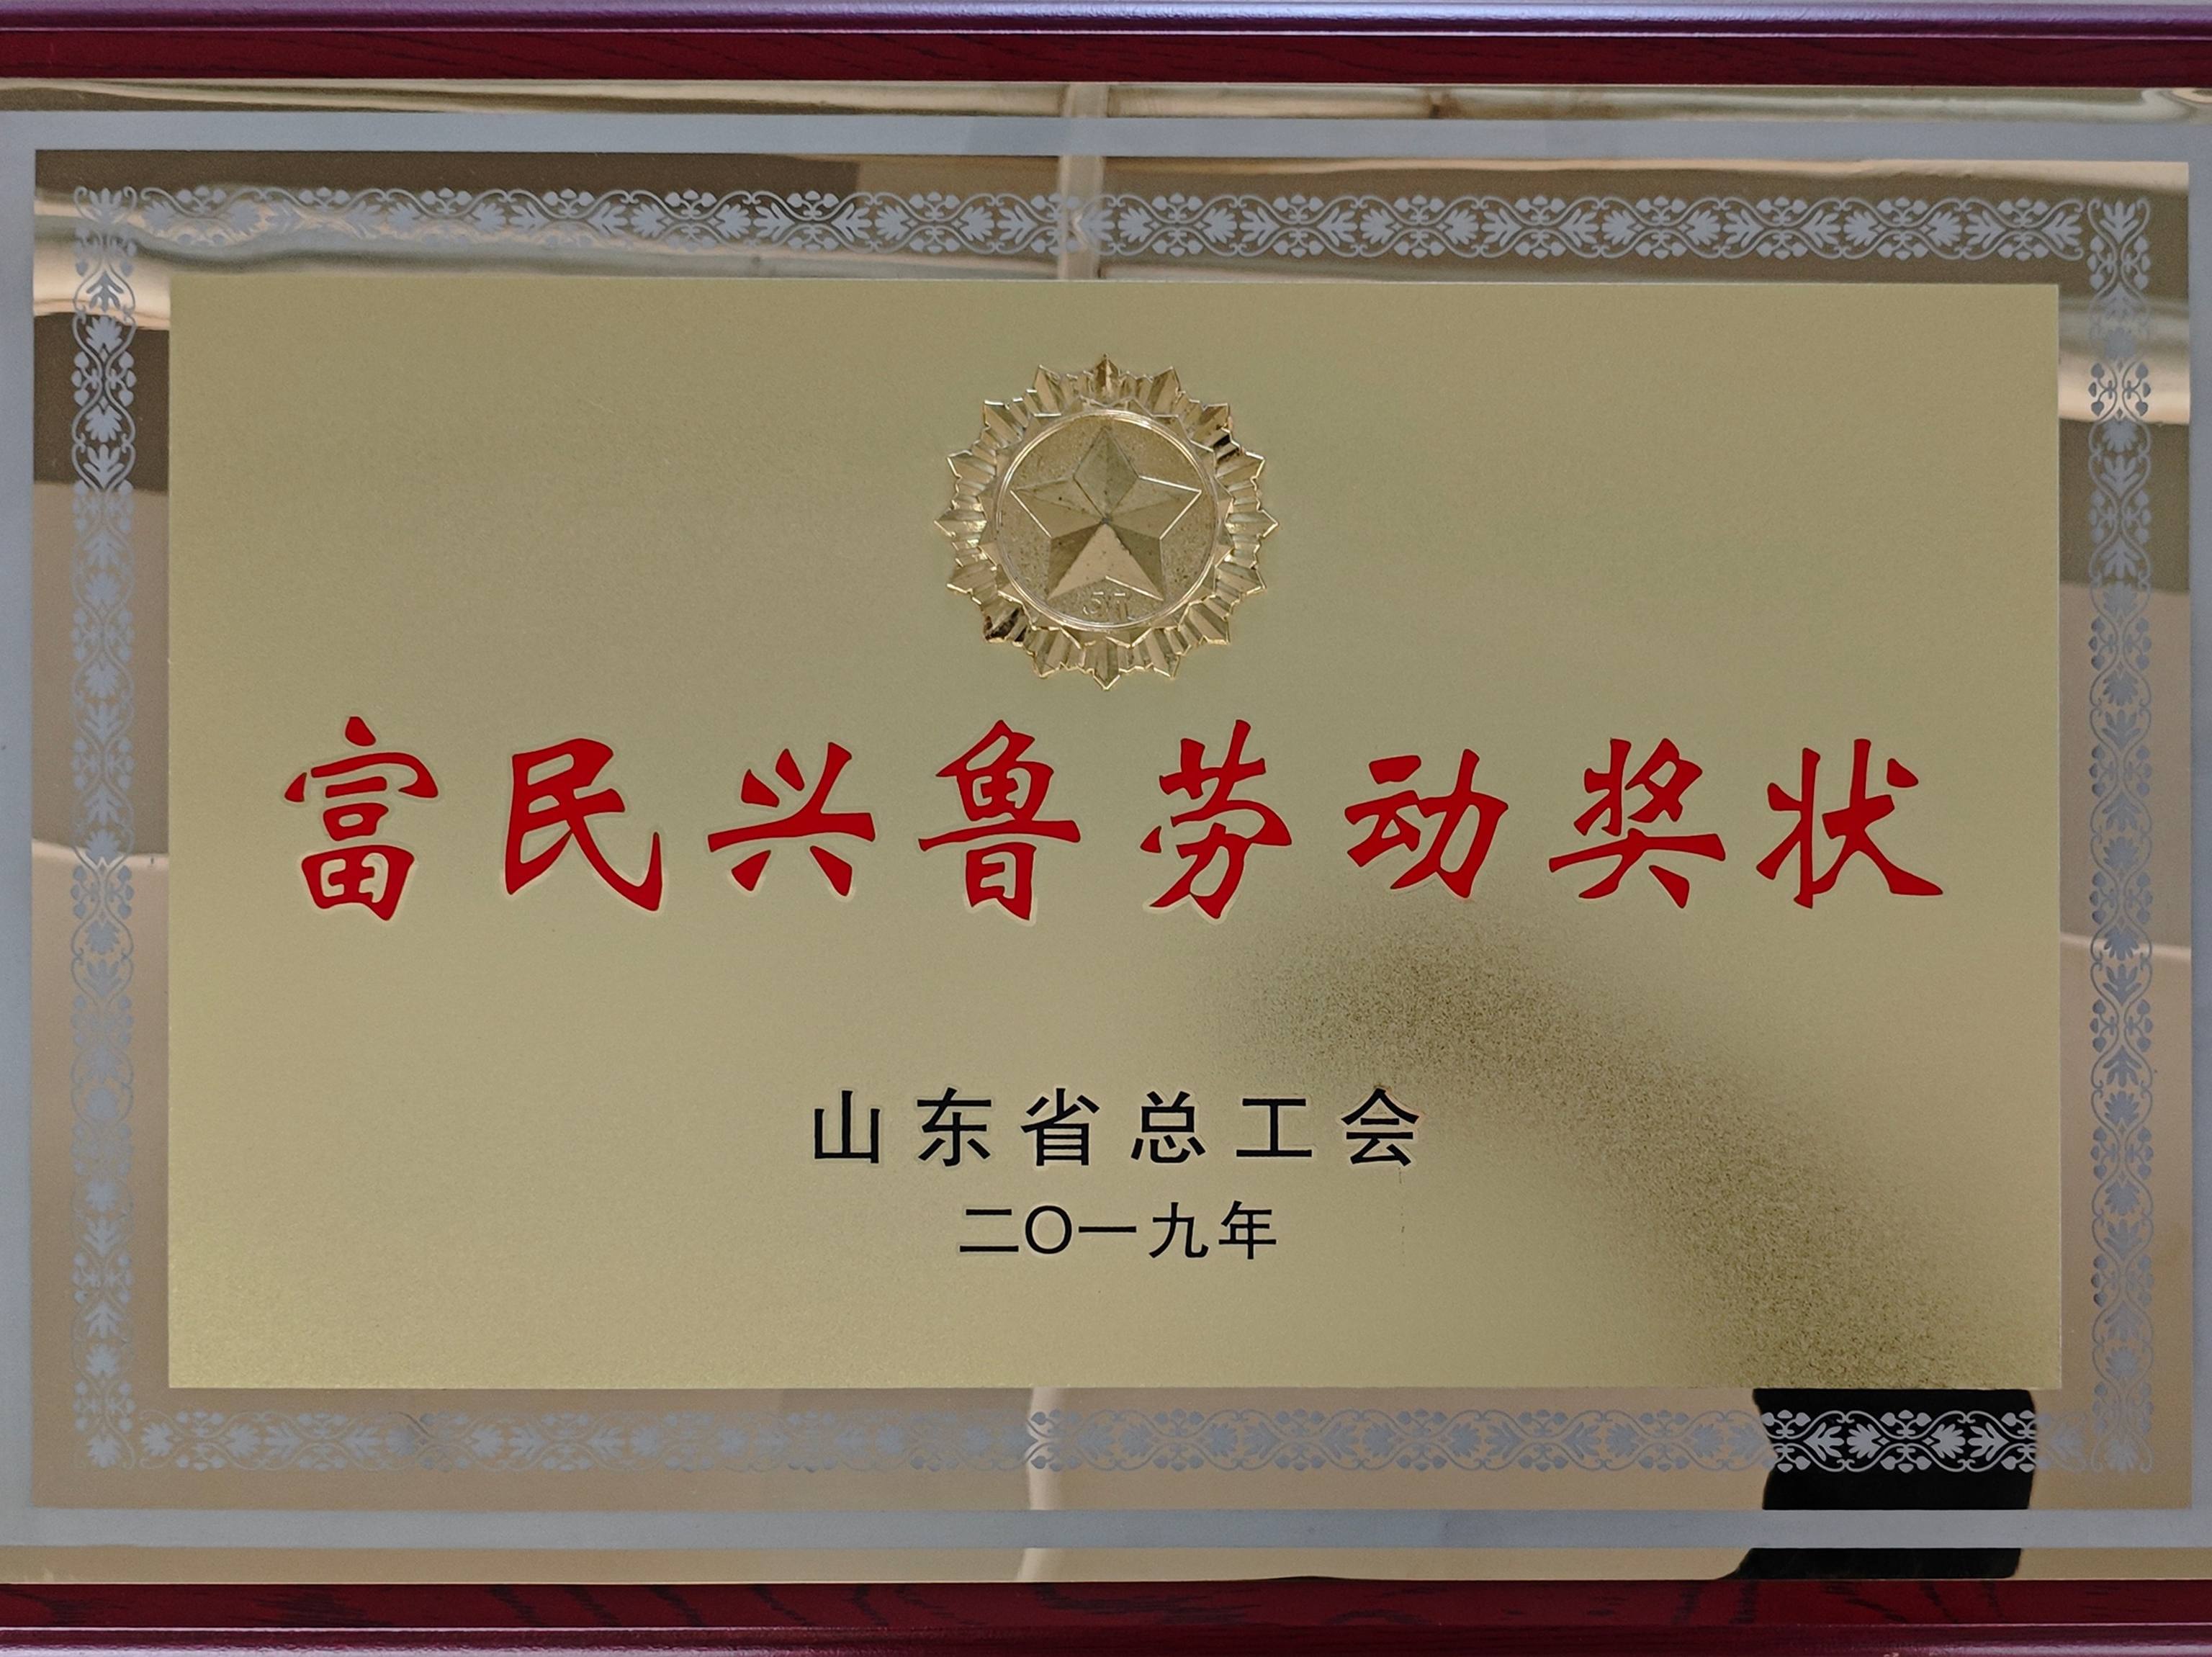 富民兴鲁劳动奖状
山东省总工会
二〇一九年